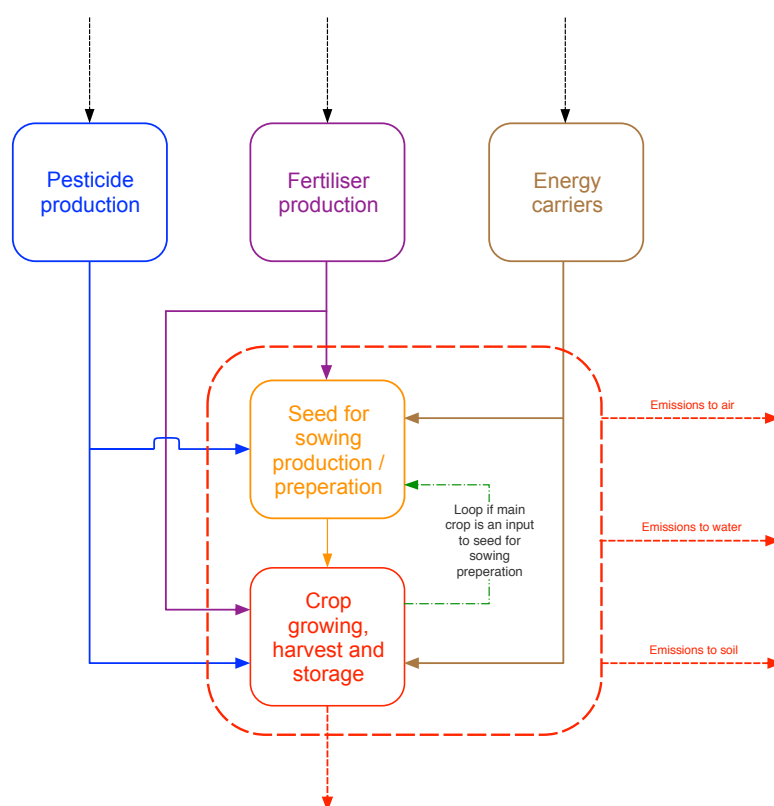 Pesticide
production
Fertiliser
production
Energy
carriers
Seed for
sowing
production /
preperation
Loop if main
crop is an input
to seed for
sowing
preperation
Crop
growing,
harvest and
storage
Emissions to air
Emissions to water
Emissions to soil